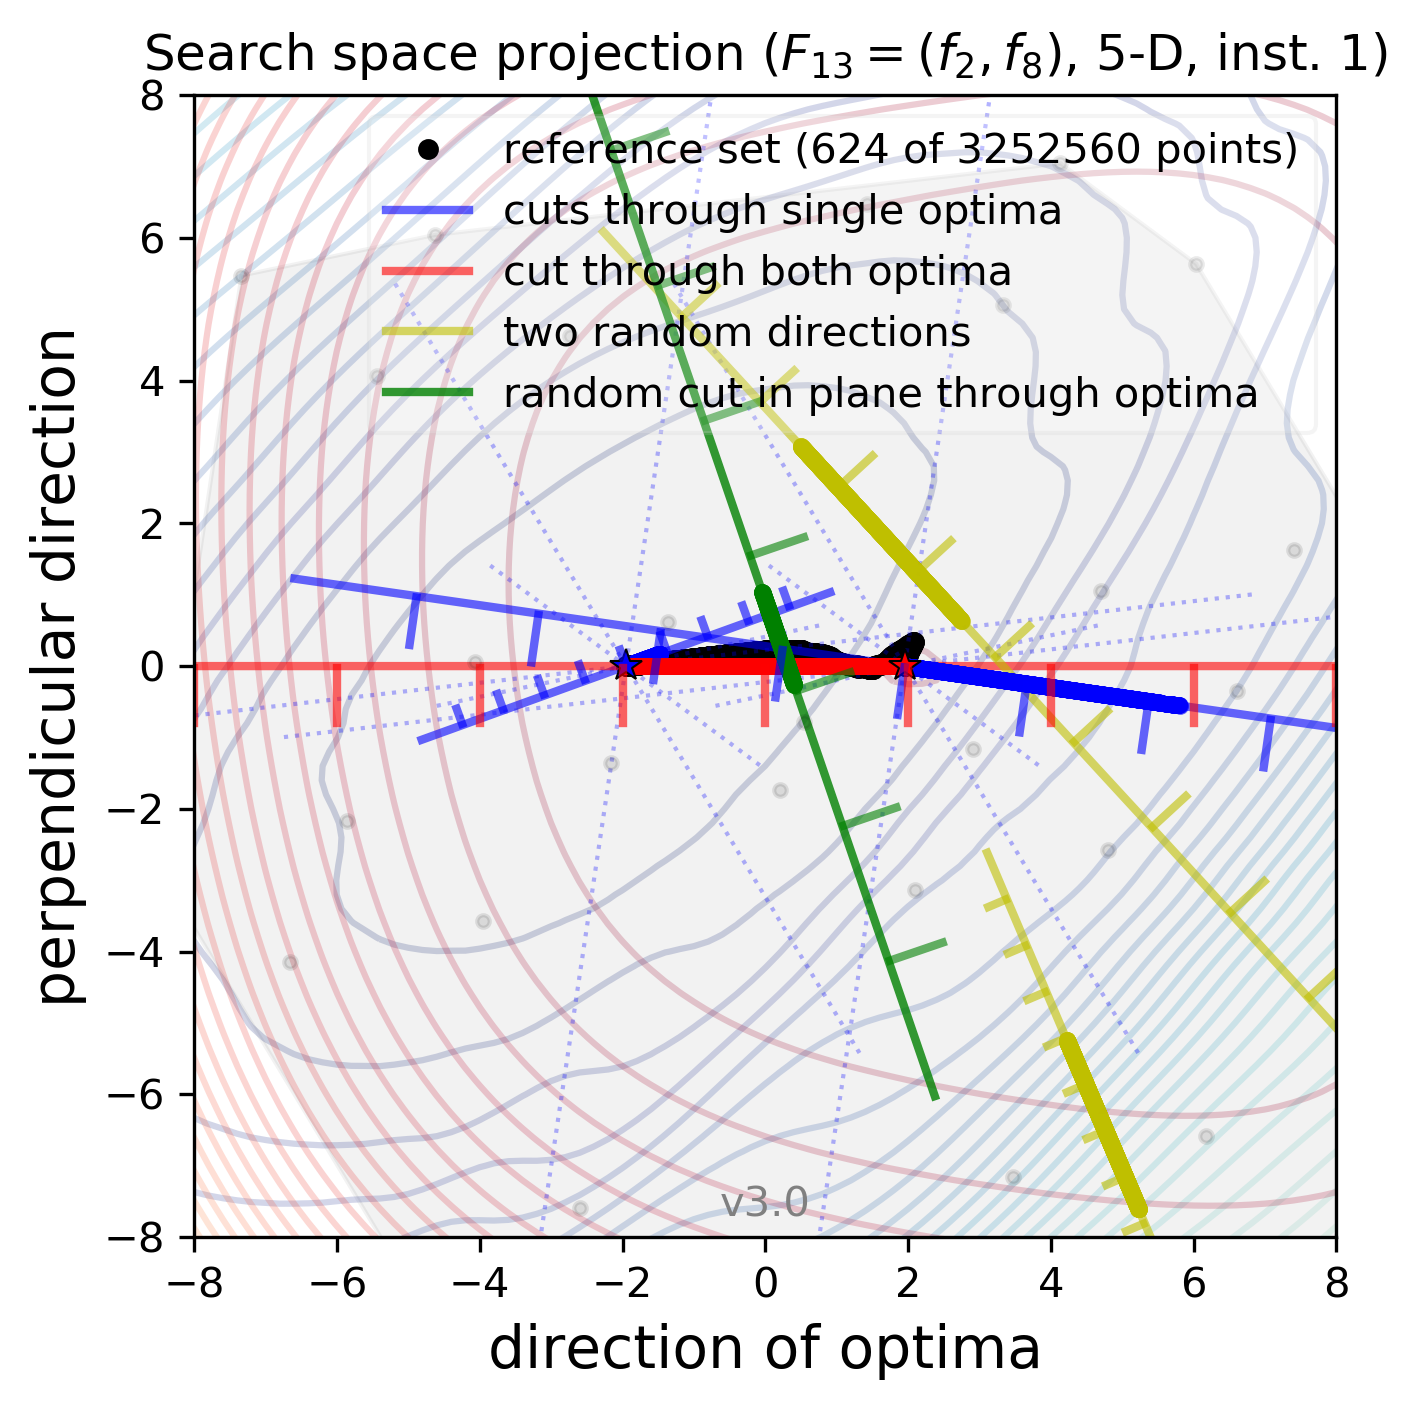 Search space projection (F₁₃ = (f₂, f₈), 5-D, inst. 1)
reference set (624 of 3252560 points)
cuts through single optima
cut through both optima
two random directions
random cut in plane through optima
perpendicular direction
8
6
4
2
0
−2
−4
−6
−8
v3.0
−8 −6 −4 −2 0 2 4 6 8
direction of optima